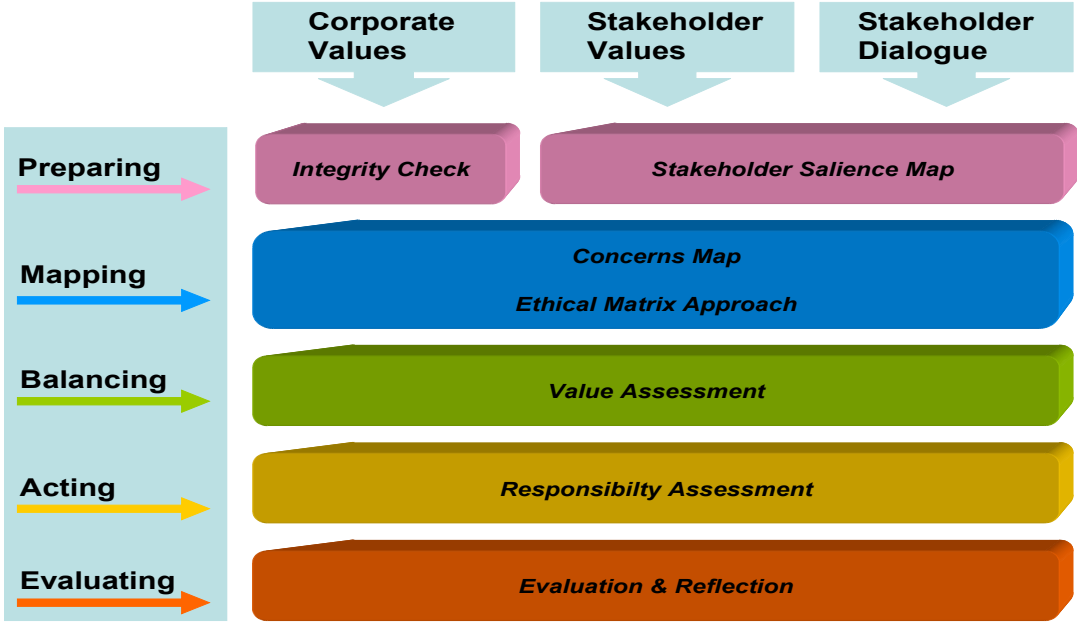 Corporate
Values
Stakeholder
Values
Stakeholder
Dialogue
Preparing
Integrity Check
Stakeholder Salience Map
Mapping
Concerns Map
Ethical Matrix Approach
Balancing
Value Assessment
Acting
Responsibilty Assessment
Evaluating
Evaluation & Reflection